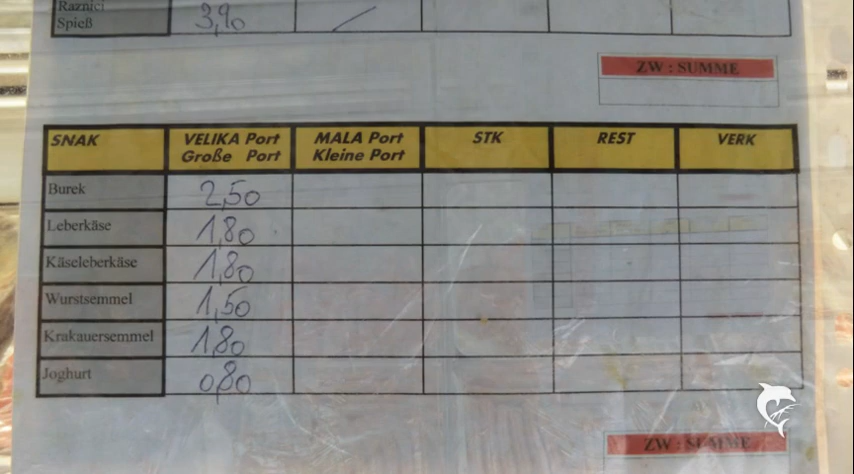 Raznici
Spieß 3,90
ZW : SUMME
SNAK VELIKA Port MALA Port STK REST VERK
Große Port Kleine Port
Burek 2,50
Leberkäse 1,80
Käseleberkäse 1,80
Wurstsemmel 1,50
Krakauersemmel 1,80
Joghurt 0,80
ZW : SUMME